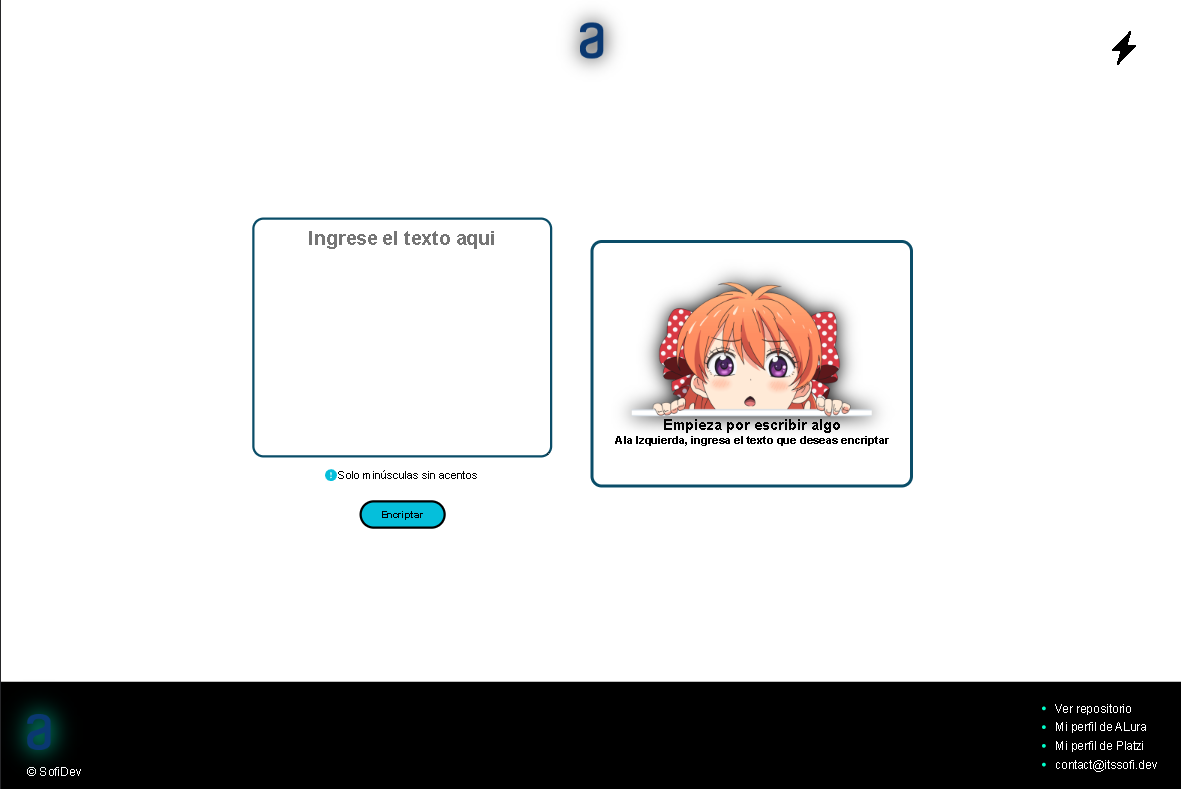 a
Ingrese el texto aqui
Solo minúsculas sin acentos
Encriptar
Empieza por escribir algo
Ala Izquierda, ingresa el texto que deseas encriptar
a
© SofiDev
Ver repositorio
Mi perfil de ALura
Mi perfil de Platzi
contact@itssofi.dev